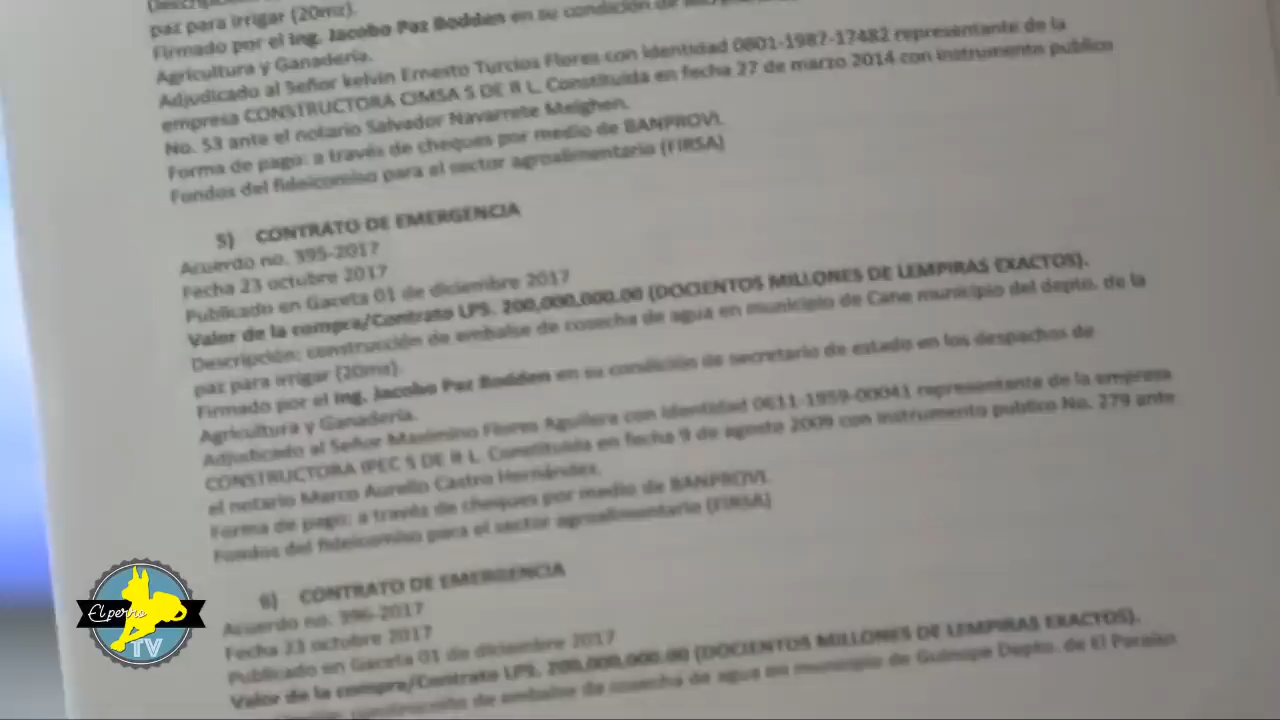 paz para irrigar (20mz).
Firmado por el Ing. Jacobo Paz Bodden en su condición de
Agricultura y Ganadería.
Adjudicado al Señor kelvin Ernesto Turcios Flores con identidad 0801-1987-17482 representante de la
empresa CONSTRUCTORA CIMSA S DE R L. Constituida en fecha 27 de marzo 2014 con instrumento publico
No. 53 ante el notario Salvador Navarrete Melghen.
Forma de pago: a través de cheques por medio de BANPROVI.
Fondos del fideicomiso para el sector agroalimentario (FIRSA)
5) CONTRATO DE EMERGENCIA
Acuerdo no. 395-2017
Fecha 23 octubre 2017
Publicado en Gaceta 01 de diciembre 2017
Valor de la compra/Contrato LPS. 200,000,000.00 (DOCIENTOS MILLONES DE LEMPIRAS EXACTOS).
Descripción: construcción de embalse de cosecha de agua en municipio de Cane municipio del depto. de la
paz para irrigar (20mz).
Firmado por el Ing. Jacobo Paz Bodden en su condición de secretario de estado en los despachos de
Agricultura y Ganadería.
Adjudicado al Señor Maximino Flores Aguilera con identidad 0611-1959-00041 representante de la empresa
CONSTRUCTORA IPEC S DE R L. Constituida en fecha 9 de agosto 2009 con instrumento publico No. 279 ante
el notario Marco Aurelio Castro Hernández.
Forma de pago: a través de cheques por medio de BANPROVI.
Fondos del fideicomiso para el sector agroalimentario (FIRSA)
6) CONTRATO DE EMERGENCIA
Acuerdo no. 396-2017
Fecha 23 octubre 2017
Publicado en Gaceta 01 de diciembre 2017
Valor de la compra/Contrato LPS. 200,000,000.00 (DOCIENTOS MILLONES DE LEMPIRAS EXACTOS).
construcción de embalse de cosecha de agua en municipio de Guinope Depto. de El Paraíso
El perro
TV